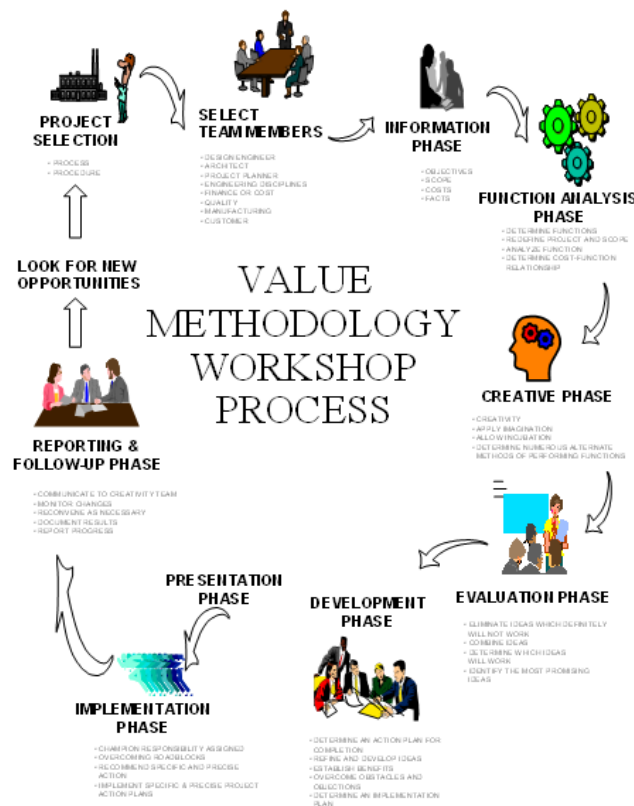 PROJECT
SELECTION
• PROCESS
• PROCEDURE
SELECT
TEAM MEMBERS
• DESIGN ENGINEER
• ARCHITECT
• PROJECT PLANNER
• ENGINEERING DISCIPLINES
• FINANCE OR COST
• QUALITY
• MANUFACTURING
• CUSTOMER
INFORMATION
PHASE
• OBJECTIVES
• SCOPE
• COSTS
• FACTS
FUNCTION ANALYSIS
PHASE
• DETERMINE FUNCTIONS
• REDEFINE PROJECT AND SCOPE
• ANALYZE FUNCTION
• DETERMINE COST-FUNCTION
RELATIONSHIP
LOOK FOR NEW
OPPORTUNITIES
VALUE
METHODOLOGY
WORKSHOP
PROCESS
CREATIVE PHASE
• CREATIVITY
• APPLY IMAGINATION
• ALLOW INCUBATION
• DETERMINE NUMEROUS ALTERNATE
METHODS OF PERFORMING FUNCTIONS
REPORTING &
FOLLOW-UP PHASE
• COMMUNICATE TO CREATIVITY TEAM
• MONITOR CHANGES
• RECONVENE AS NECESSARY
• DOCUMENT RESULTS
• REPORT PROGRESS
EVALUATION PHASE
• ELIMINATE IDEAS WHICH DEFINITELY
WILL NOT WORK
• COMBINE IDEAS
• DETERMINE WHICH IDEAS
WILL WORK
• IDENTIFY THE MOST PROMISING
IDEAS
PRESENTATION
PHASE
DEVELOPMENT
PHASE
• DETERMINE AN ACTION PLAN FOR
COMPLETION
• REFINE AND DEVELOP IDEAS
• ESTABLISH BENEFITS
• OVERCOME OBSTACLES AND
OBJECTIONS
• DETERMINE AN IMPLEMENTATION
PLAN
IMPLEMENTATION
PHASE
• CHAMPION RESPONSIBILITY ASSIGNED
• OVERCOMING ROADBLOCKS
• RECOMMEND SPECIFIC AND PRECISE
ACTION
• IMPLEMENT SPECIFIC & PRECISE PROJECT
ACTION PLANS